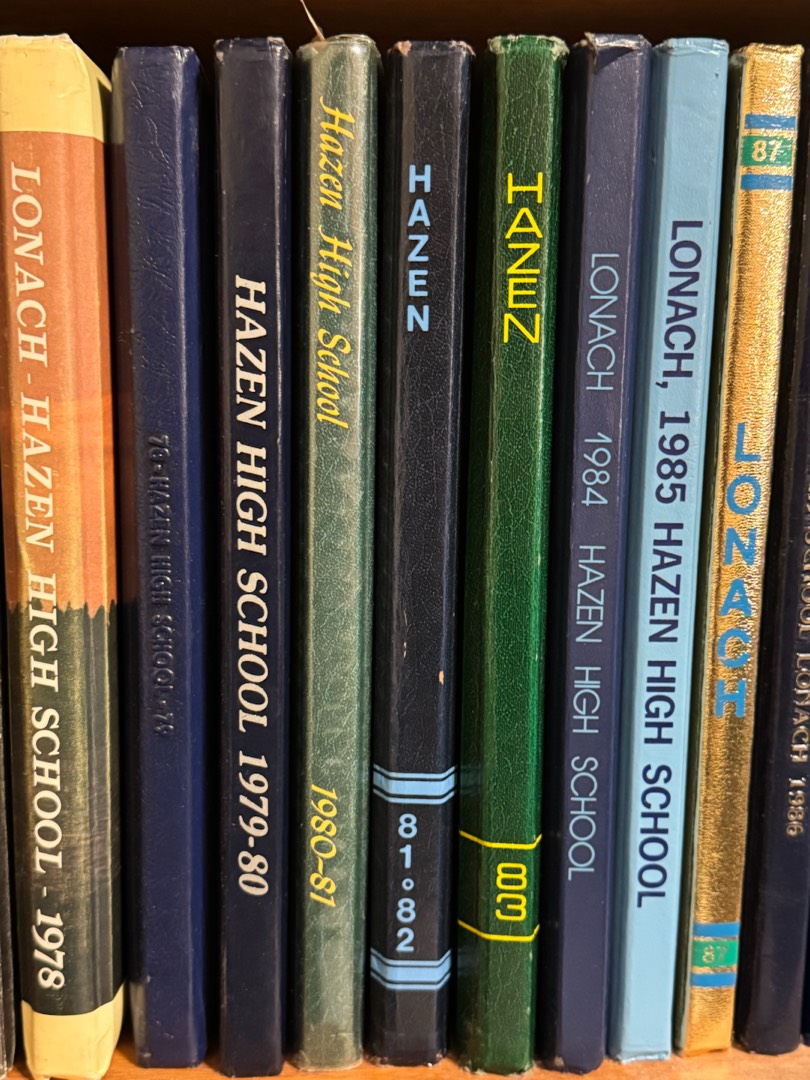 LONACH - HAZEN HIGH SCHOOL - 1978
78-HAZEN HIGH SCHOOL-79
HAZEN HIGH SCHOOL 1979-80
Hazen High School 1980-81
HAZEN
81°82
HAZEN
83
LONACH 1984 HAZEN HIGH SCHOOL
LONACH, 1985 HAZEN HIGH SCHOOL
87
LONACH
87
SCHOOL LONACH 1986